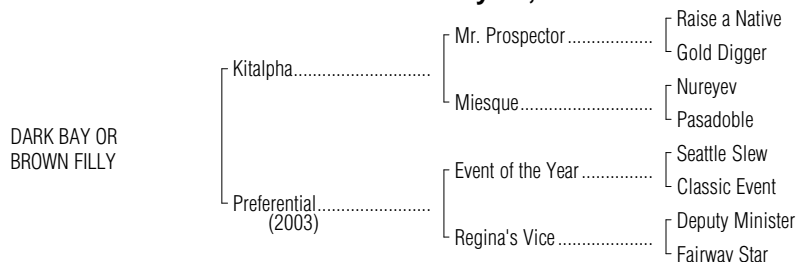 Raise a Native
Mr. Prospector..................
Gold Digger
Kitalpha.............................
Nureyev
Miesque............................
Pasadoble
DARK BAY OR
BROWN FILLY
Seattle Slew
Event of the Year ...............
Classic Event
Preferential........................
(2003)
Deputy Minister
Regina's Vice ....................
Fairway Star